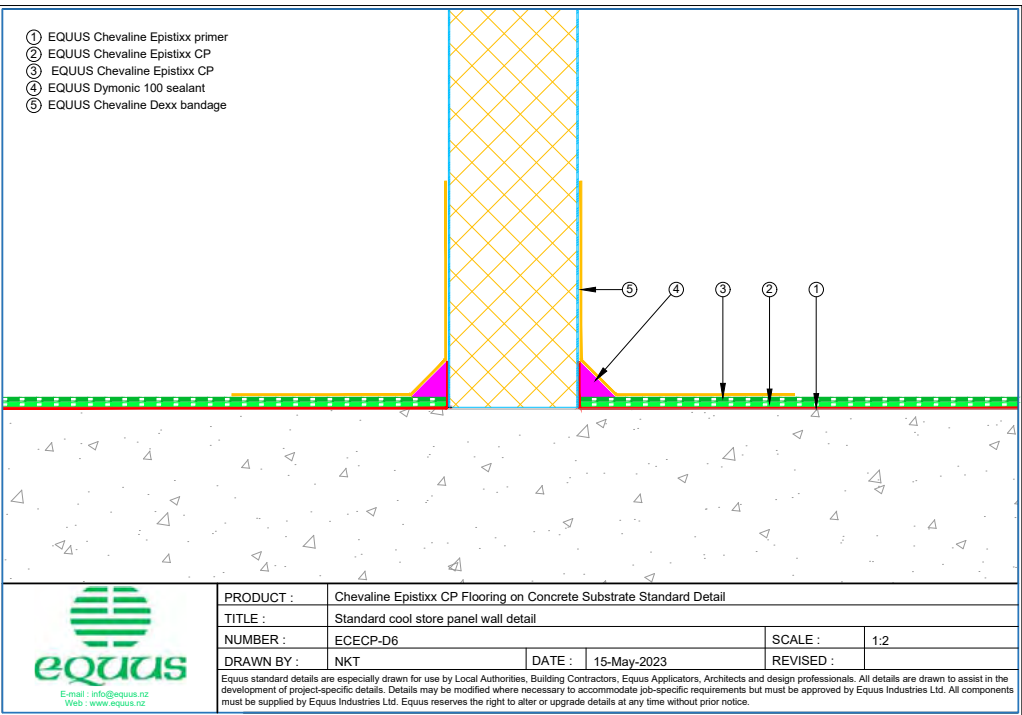 ① EQUUS Chevaline Epistixx primer
② EQUUS Chevaline Epistixx CP
③ EQUUS Chevaline Epistixx CP
④ EQUUS Dymonic 100 sealant
⑤ EQUUS Chevaline Dexx bandage
⑤ ④ ③ ② ①
equus
E-mail : info@equus.nz
Web : www.equus.nz
PRODUCT : Chevaline Epistixx CP Flooring on Concrete Substrate Standard Detail
TITLE : Standard cool store panel wall detail
NUMBER : ECECP-D6 SCALE : 1:2
DRAWN BY : NKT DATE : 15-May-2023 REVISED :
Equus standard details are especially drawn for use by Local Authorities, Building Contractors, Equus Applicators, Architects and design professionals. All details are drawn to assist in the
development of project-specific details. Details may be modified where necessary to accommodate job-specific requirements but must be approved by Equus Industries Ltd. All components
must be supplied by Equus Industries Ltd. Equus reserves the right to alter or upgrade details at any time without prior notice.